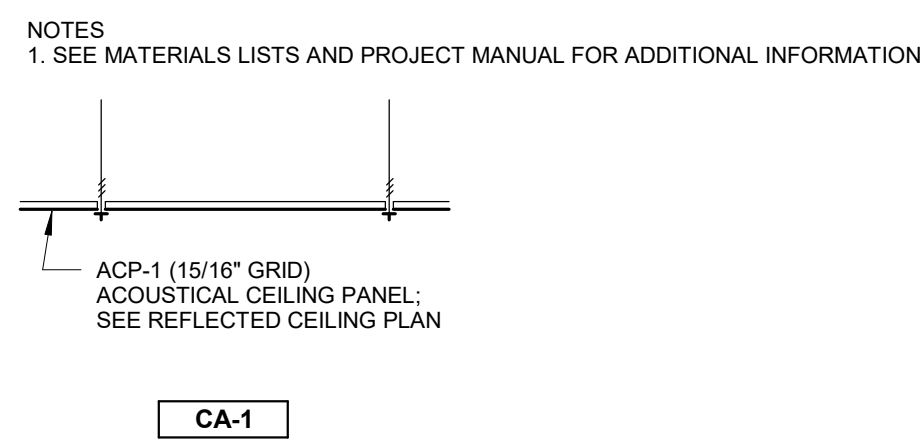 NOTES
1. SEE MATERIALS LISTS AND PROJECT MANUAL FOR ADDITIONAL INFORMATION
ACP-1 (15/16" GRID)
ACOUSTICAL CEILING PANEL;
SEE REFLECTED CEILING PLAN
CA-1